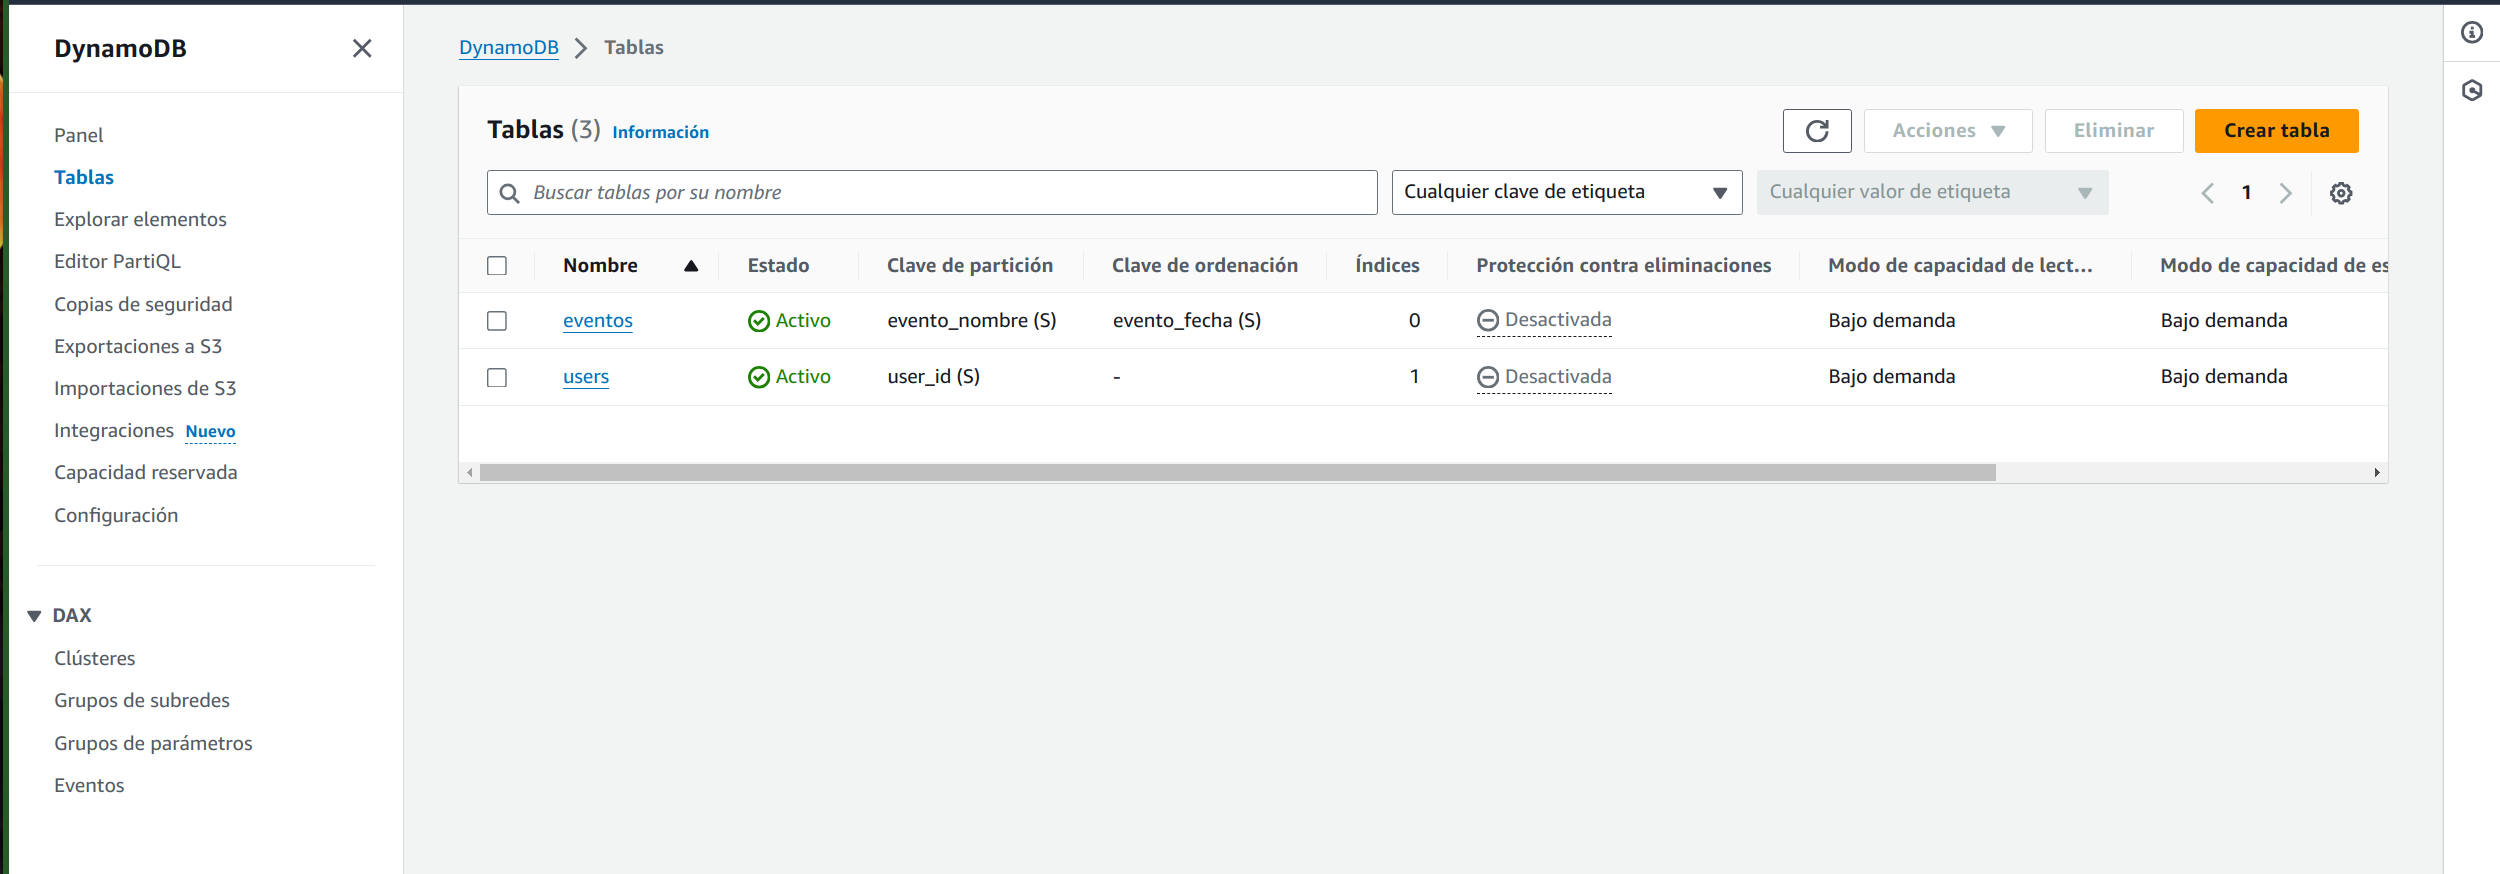 DynamoDB
Panel
Tablas
Explorar elementos
Editor PartiQL
Copias de seguridad
Exportaciones a S3
Importaciones de S3
Integraciones Nuevo
Capacidad reservada
Configuración
DAX
Clústeres
Grupos de subredes
Grupos de parámetros
Eventos
DynamoDB Tablas
Tablas (3) Información
Acciones Eliminar Crear tabla
Buscar tablas por su nombre Cualquier clave de etiqueta Cualquier valor de etiqueta 1
Nombre Estado Clave de partición Clave de ordenación Índices Protección contra eliminaciones Modo de capacidad de lect... Modo de capacidad de es
eventos Activo evento_nombre (S) evento_fecha (S) 0 Desactivada Bajo demanda Bajo demanda
users Activo user_id (S) - 1 Desactivada Bajo demanda Bajo demanda